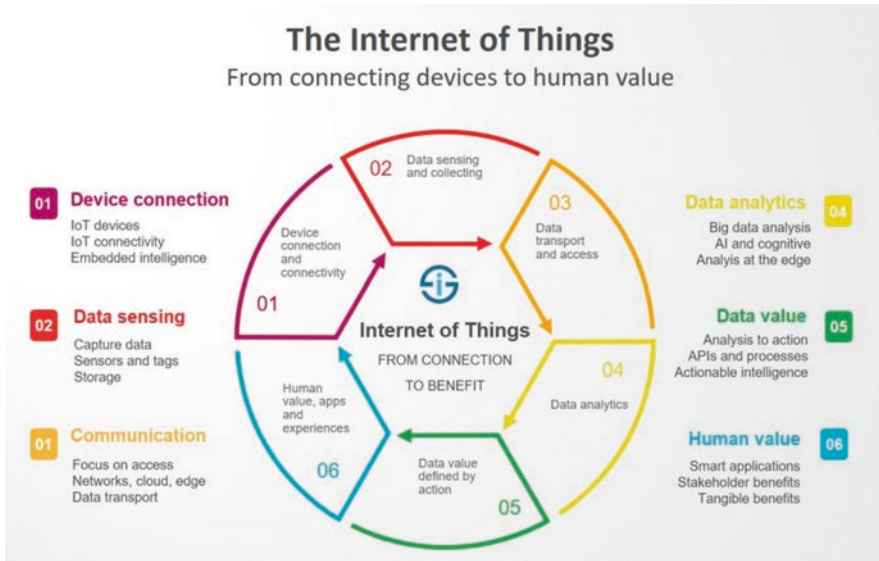 The Internet of Things
From connecting devices to human value
01 Device connection
IoT devices
IoT connectivity
Embedded intelligence
02 Data sensing
Capture data
Sensors and tags
Storage
01 Communication
Focus on access
Networks, cloud, edge
Data transport
01
Device
connection
and
connectivity
02
Data sensing
and collecting
03
Data
transport
and access
04
Data analytics
05
Data value
defined by
action
06
Human
value, apps
and
experiences
Internet of Things
FROM CONNECTION
TO BENEFIT
Data analytics 04
Big data analysis
AI and cognitive
Analyis at the edge
Data value 05
Analysis to action
APIs and processes
Actionable intelligence
Human value 06
Smart applications
Stakeholder benefits
Tangible benefits